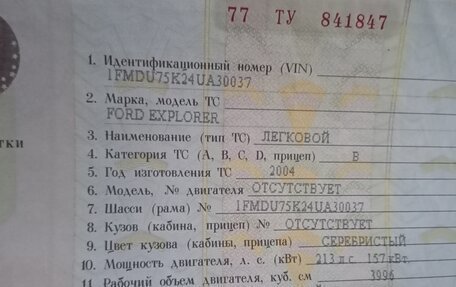 77 ТУ 841847
1. Идентификационный номер (VIN)
1FMDU75K24UA30037
2. Марка, модель ТС
FORD EXPLORER
3. Наименование (тип ТС) ЛЕГКОВОЙ
4. Категория ТС (А, В, С, D, прицеп) В
5. Год изготовления ТС 2004
6. Модель, № двигателя ОТСУТСТВУЕТ
7. Шасси (рама) № 1FMDU75K24UA30037
8. Кузов (кабина, прицеп) № ОТСУТСТВУЕТ
9. Цвет кузова (кабины, прицепа) СЕРЕБРИСТЫЙ
10. Мощность двигателя, л. с. (кВт) 213 л с. 157 кВт.
11 Рабочий объем двигателя, куб. см 3996
тки